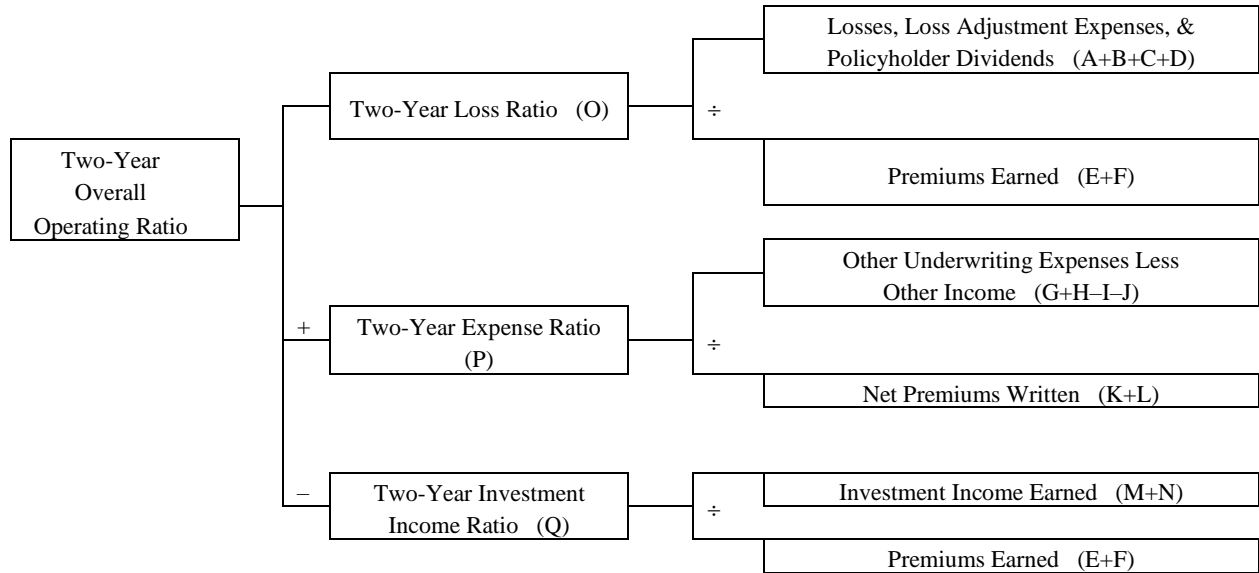 Losses, Loss Adjustment Expenses, &
Policyholder Dividends (A+B+C+D)
Two-Year Loss Ratio (O)
÷
Two-Year
Overall
Operating Ratio
Premiums Earned (E+F)
Other Underwriting Expenses Less
Other Income (G+H–I–J)
+
Two-Year Expense Ratio
(P)
÷
Net Premiums Written (K+L)
–
Two-Year Investment
Income Ratio (Q)
Investment Income Earned (M+N)
÷
Premiums Earned (E+F)